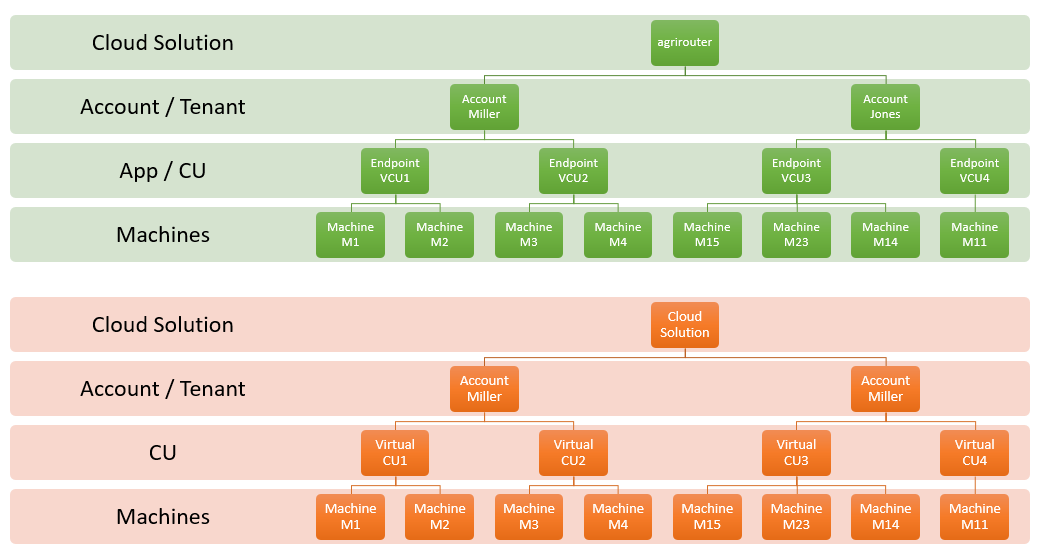 Cloud Solution
agrirouter
Account / Tenant
Account
Miller
Account
Jones
App / CU
Endpoint
VCU1
Endpoint
VCU2
Endpoint
VCU3
Endpoint
VCU4
Machines
Machine
M1
Machine
M2
Machine
M3
Machine
M4
Machine
M15
Machine
M23
Machine
M14
Machine
M11
Cloud Solution
Cloud
Solution
Account / Tenant
Account
Miller
Account
Miller
CU
Virtual
CU1
Virtual
CU2
Virtual
CU3
Virtual
CU4
Machines
Machine
M1
Machine
M2
Machine
M3
Machine
M4
Machine
M15
Machine
M23
Machine
M14
Machine
M11